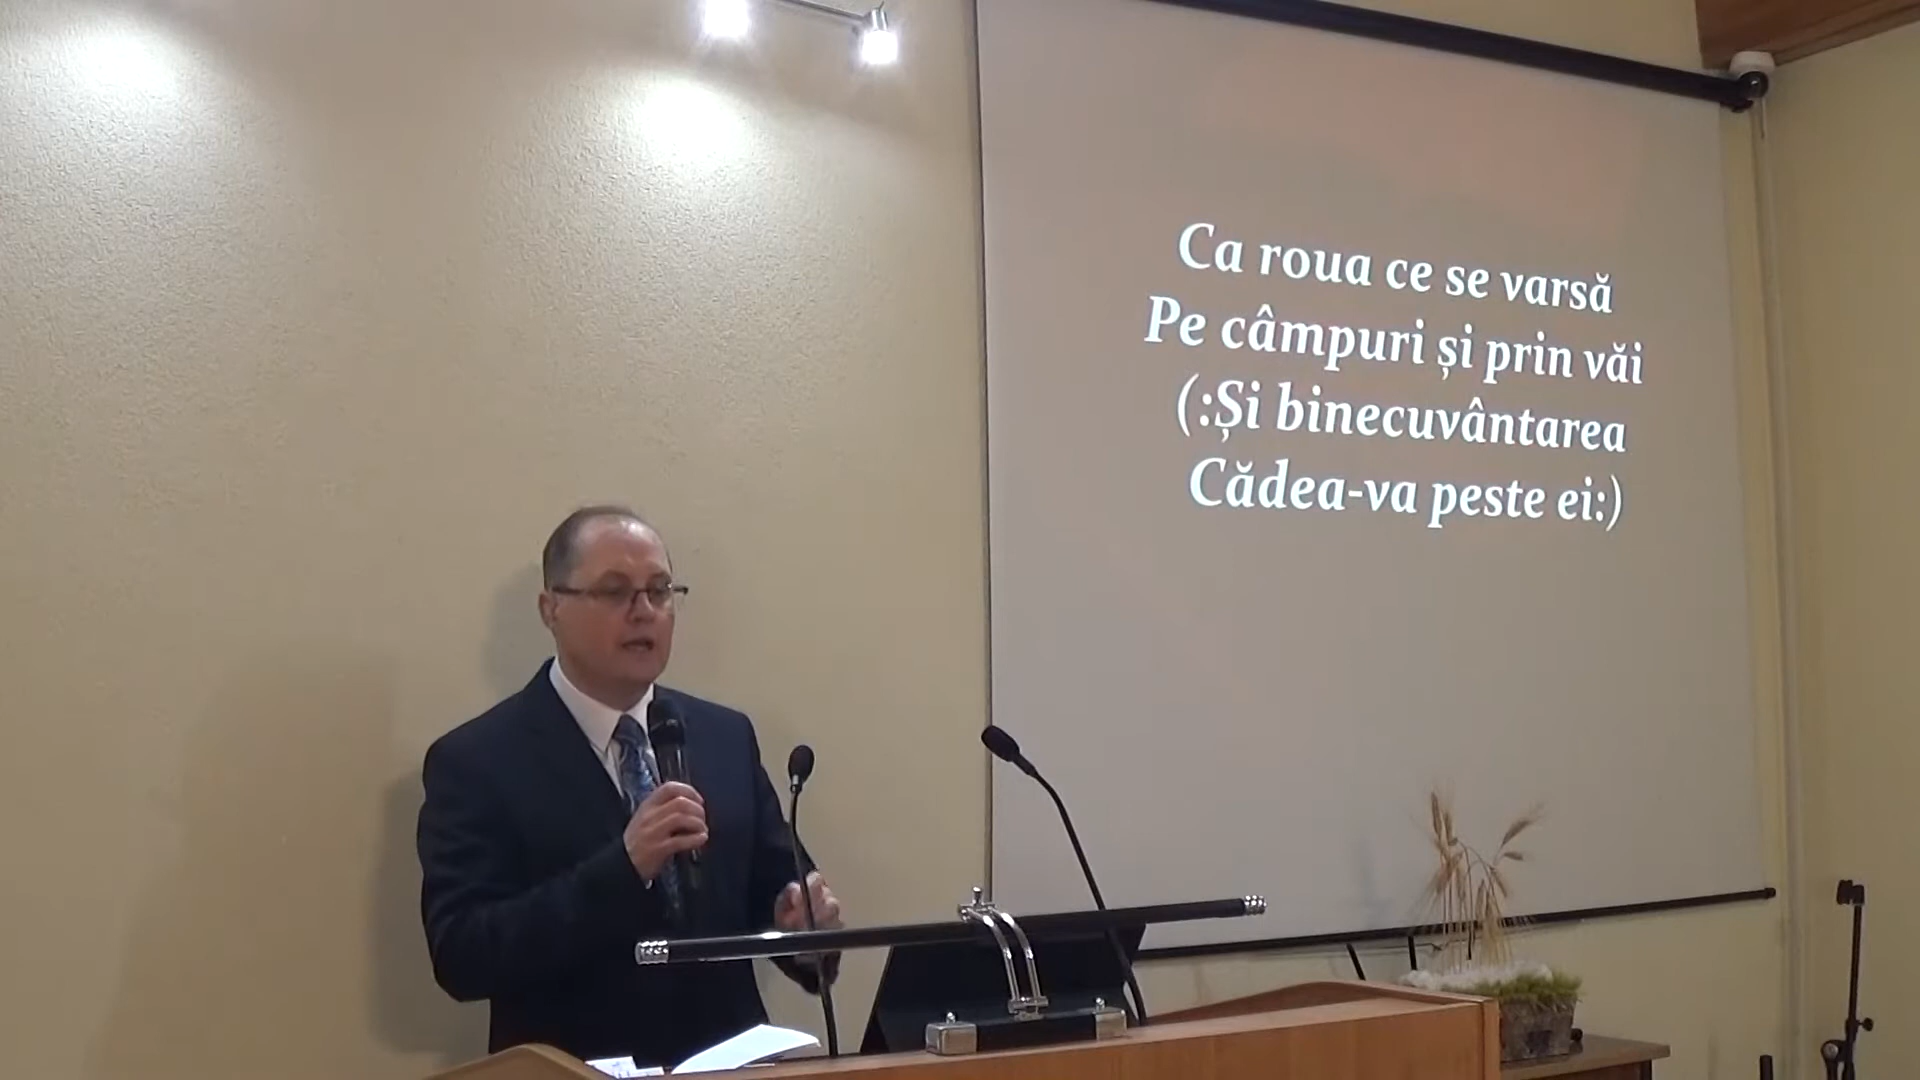 Ca roua ce se varsă
Pe câmpuri și prin văi
(:Și binecuvântarea
Cădea-va peste ei:)